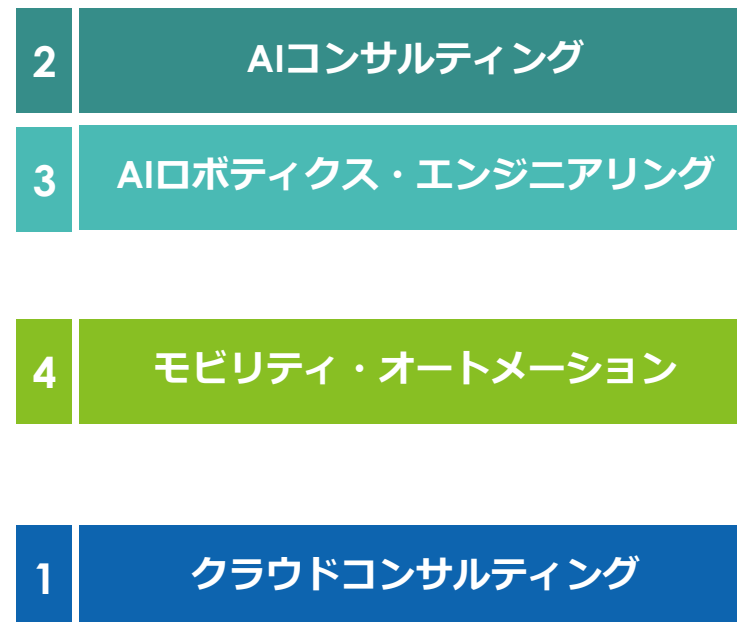 2 AIコンサルティング
3 AIロボティクス・エンジニアリング
4 モビリティ・オートメーション
1 クラウドコンサルティング